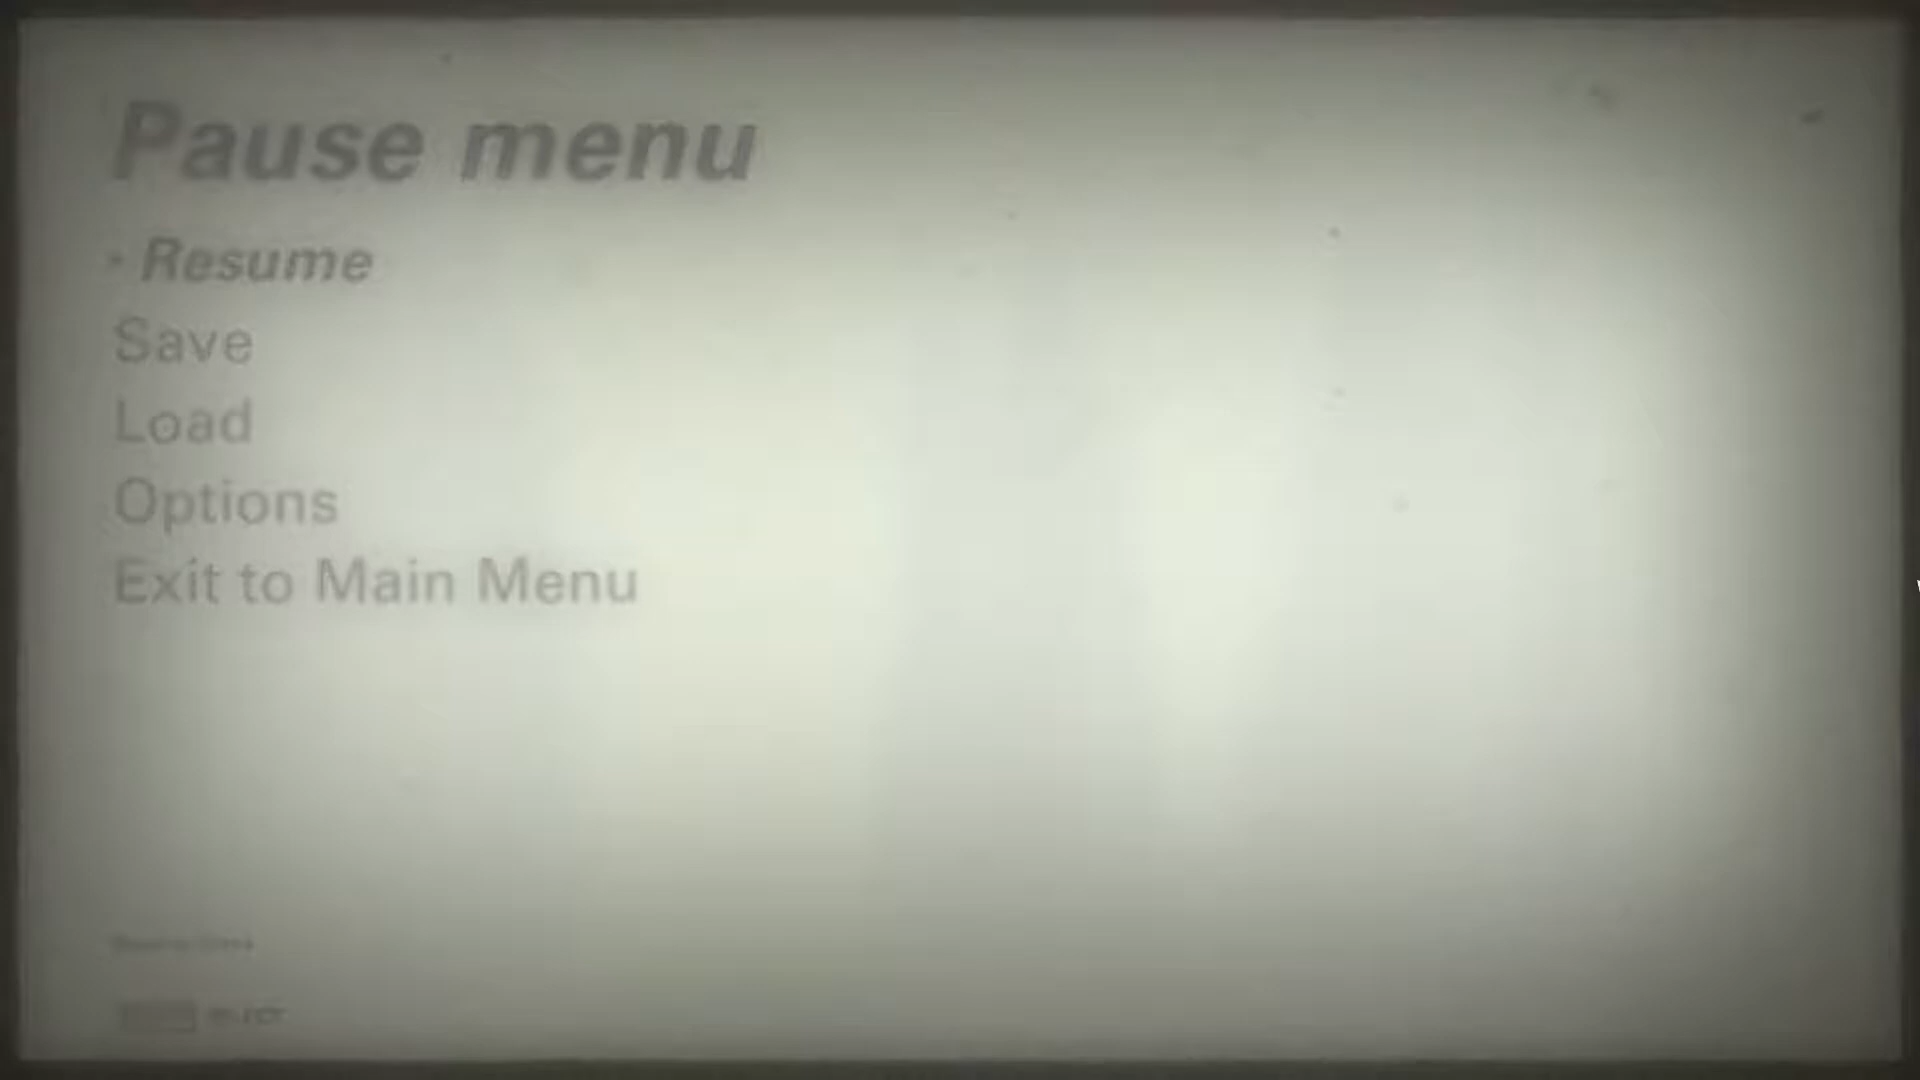 Pause menu
Resume
Save
Load
Options
Exit to Main Menu